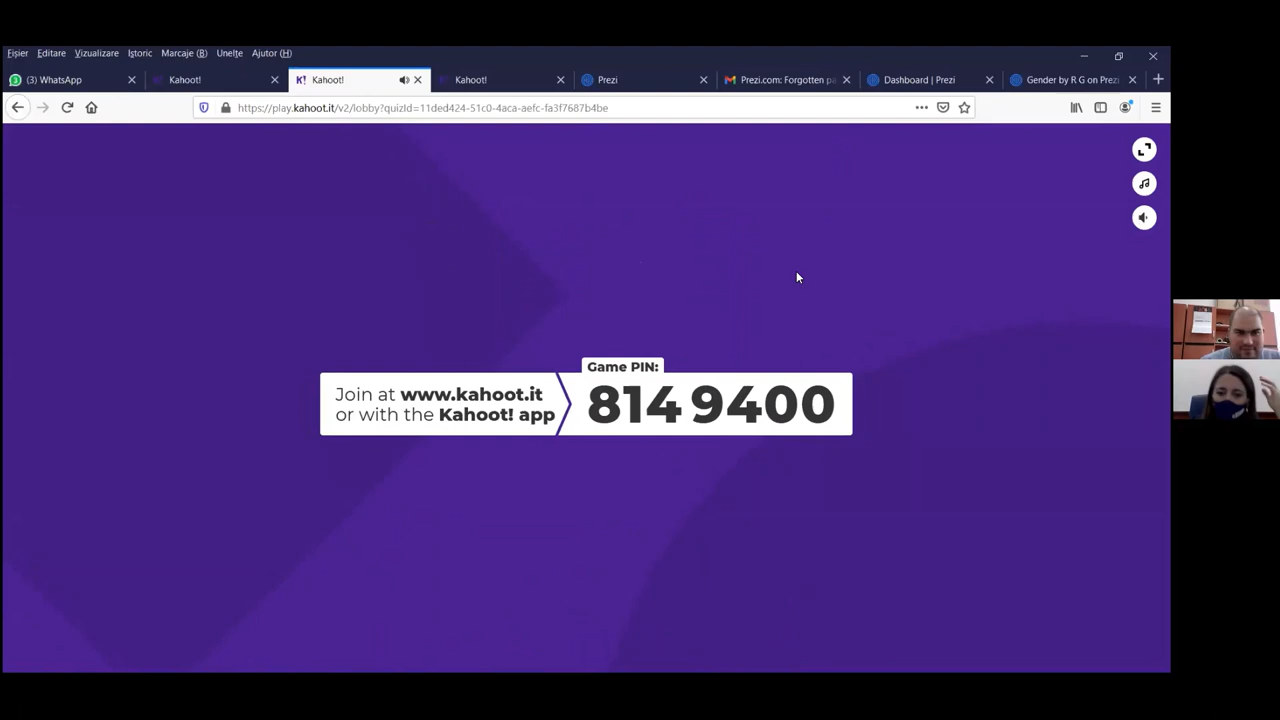 Fișier Editare Vizualizare Istoric Marcaje (B) Unelte Ajutor (H)
(3) WhatsApp
Kahoot!
K! Kahoot!
Kahoot!
Prezi
Prezi.com: Forgotten pa
Dashboard | Prezi
Gender by R G on Prezi
https://play.kahoot.it/v2/lobby?quizId=11ded424-51c0-4aca-aefc-fa3f7687b4be
Game PIN:
Join at www.kahoot.it
or with the Kahoot! app
814 9400